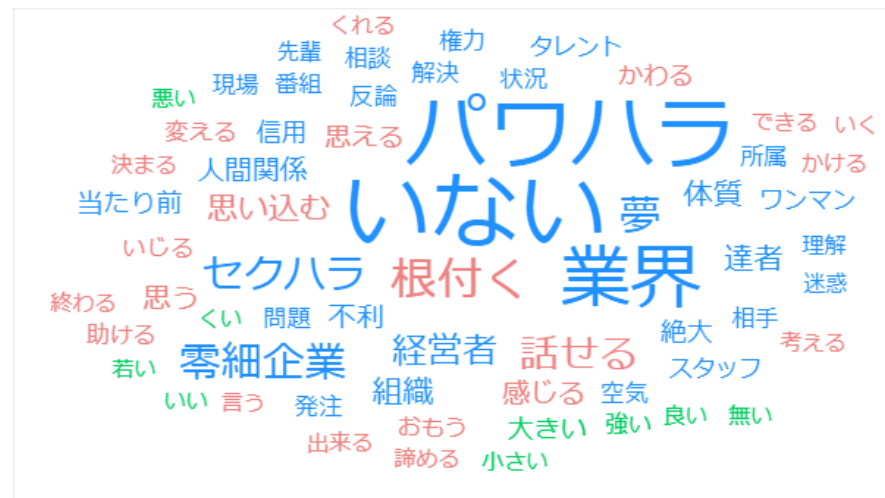 くれる
先輩 相談 権力 タレント
現場 番組 解決 状況 かわる
悪い 反論 パワハラ
変える 信用 思える できる いく
決まる 人間関係 所属 かける
当たり前 思い込む いない 夢 体質 ワンマン
いじる セクハラ 根付く 業界 達者 理解
終わる 思う 迷惑
助ける くい 問題 不利 絶大 相手
若い 零細企業 経営者 話せる スタッフ 考える
いい 言う 発注 組織 感じる 空気
出来る おもう 大きい 強い 良い 無い
諦める 小さい